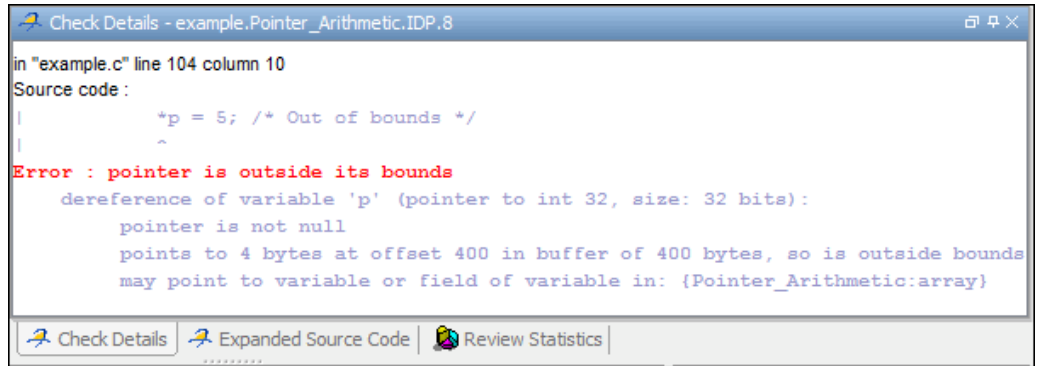 Check Details - example.Pointer_Arithmetic.IDP.8
in "example.c" line 104 column 10
Source code :
|            *p = 5; /* Out of bounds */
|            ^
Error : pointer is outside its bounds
    dereference of variable 'p' (pointer to int 32, size: 32 bits):
         pointer is not null
         points to 4 bytes at offset 400 in buffer of 400 bytes, so is outside bounds
         may point to variable or field of variable in: {Pointer_Arithmetic:array}
Check Details | Expanded Source Code | Review Statistics